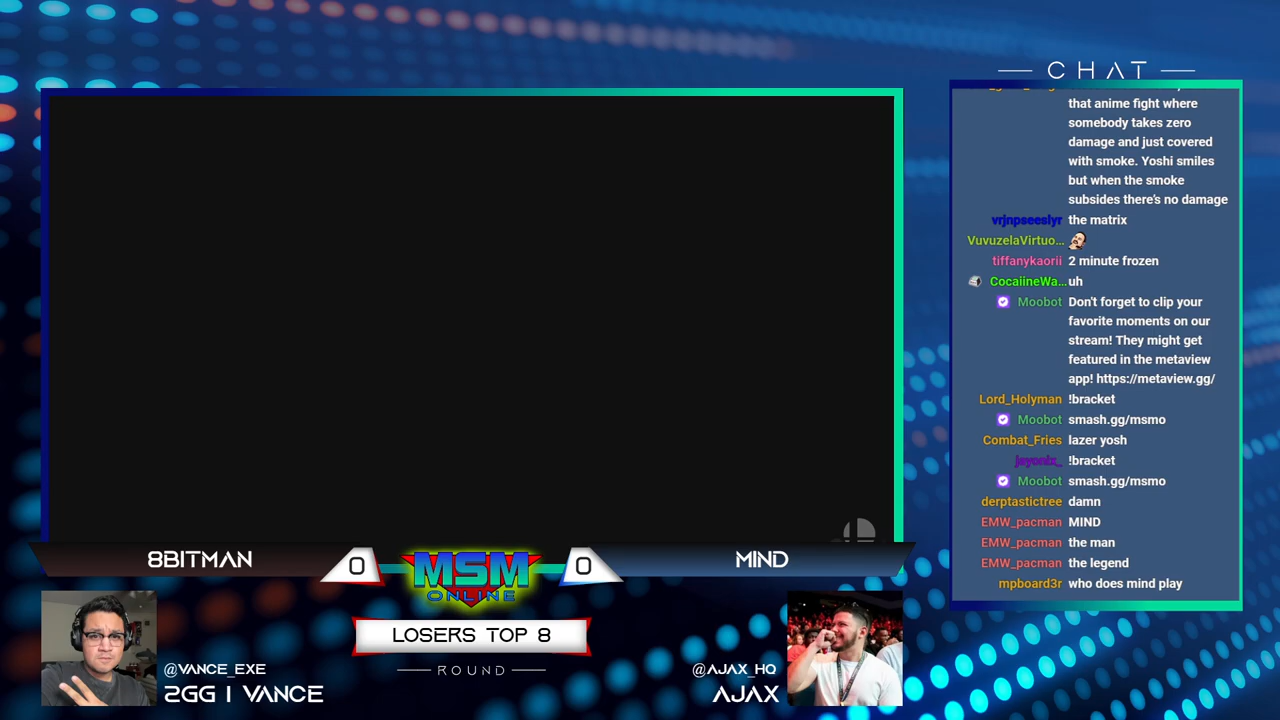 CHAT
that anime fight where
somebody takes zero
damage and just covered
with smoke. Yoshi smiles
but when the smoke
subsides there's no damage
vrjnpseeslyr the matrix
VuvuzelaVirtuo...
tiffanykaorii 2 minute frozen
CocaiineWa... uh
Moobot Don't forget to clip your
favorite moments on our
stream! They might get
featured in the metaview
app! https://metaview.gg/
Lord_Holyman !bracket
Moobot smash.gg/msmo
Combat_Fries lazer yosh
jayonix_ !bracket
Moobot smash.gg/msmo
derptastictree damn
EMW_pacman MIND
EMW_pacman the man
EMW_pacman the legend
mpboard3r who does mind play
8BITMAN 0 MSM 0 MIND
ONLINE
LOSERS TOP 8
ROUND
@VANCE_EXE
2GG | VANCE
@AJAX_HQ
AJAX